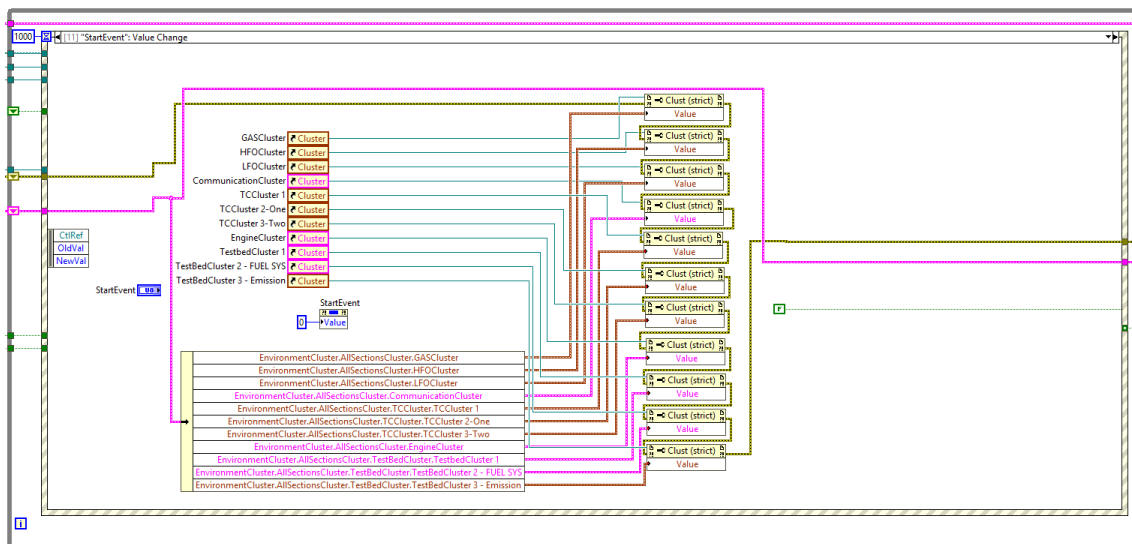 1000
[11] "StartEvent": Value Change
Clust (strict)
Value
GASCluster Cluster
HFOCluster Cluster
LFOCluster Cluster
CommunicationCluster Cluster
TCCluster 1 Cluster
TCCluster 2-One Cluster
TCCluster 3-Two Cluster
EngineCluster Cluster
TestbedCluster 1 Cluster
TestBedCluster 2 - FUEL SYS Cluster
TestBedCluster 3 - Emission Cluster
Clust (strict)
Value
Clust (strict)
Value
Clust (strict)
Value
Clust (strict)
Value
Clust (strict)
Value
Clust (strict)
Value
Clust (strict)
Value
Clust (strict)
Value
Clust (strict)
Value
Clust (strict)
Value
CtlRef
OldVal
NewVal
StartEvent
StartEvent
0
Value
F
EnvironmentCluster.AllSectionsCluster.GASCluster
EnvironmentCluster.AllSectionsCluster.HFOCluster
EnvironmentCluster.AllSectionsCluster.LFOCluster
EnvironmentCluster.AllSectionsCluster.CommunicationCluster
EnvironmentCluster.AllSectionsCluster.TCCluster.TCCluster 1
EnvironmentCluster.AllSectionsCluster.TCCluster.TCCluster 2-One
EnvironmentCluster.AllSectionsCluster.TCCluster.TCCluster 3-Two
EnvironmentCluster.AllSectionsCluster.EngineCluster
EnvironmentCluster.AllSectionsCluster.TestBedCluster.Testbedcluster 1
EnvironmentCluster.AllSectionsCluster.TestBedCluster.TestBedCluster 2 - FUEL SYS
EnvironmentCluster.AllSectionsCluster.TestBedCluster.TestBedCluster 3 - Emission
i